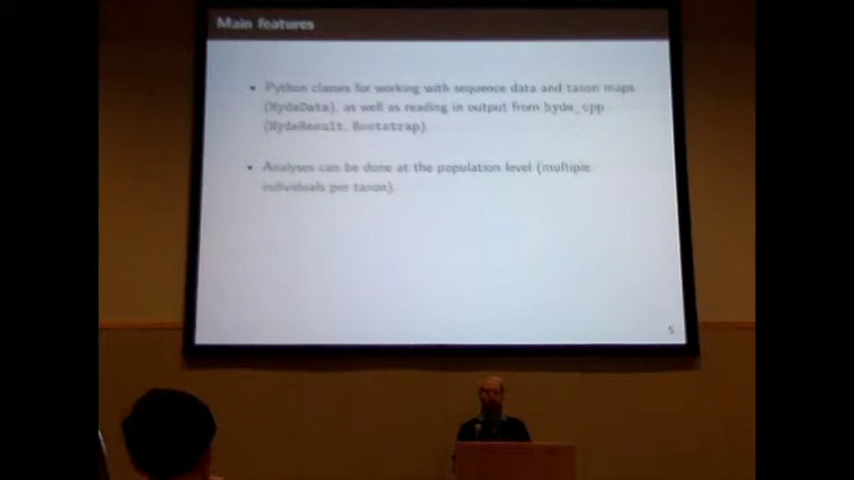 Main features
• Python classes for working with sequence data and taxon maps
(HydeData), as well as reading in output from hyde_cpp
(HydeResult, Bootstrap).
• Analyses can be done at the population level (multiple
individuals per taxon).
5